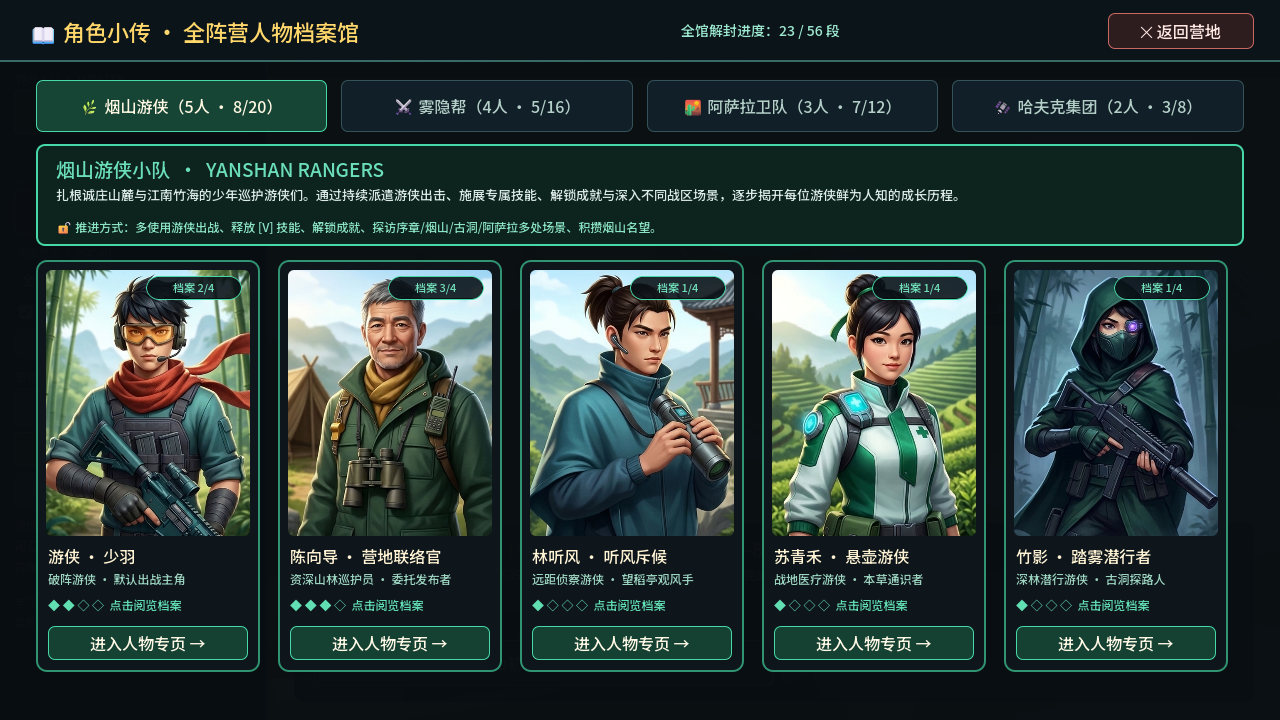 角色小传 · 全阵营人物档案馆
全馆解封进度：23 / 56 段
× 返回营地
烟山游侠（5人 · 8/20）
雾隐帮（4人 · 5/16）
阿萨拉卫队（3人 · 7/12）
哈夫克集团（2人 · 3/8）
烟山游侠小队 · YANSHAN RANGERS
扎根诚庄山麓与江南竹海的少年巡护游侠们。通过持续派遣游侠出击、施展专属技能、解锁成就与深入不同战区场景，逐步揭开每位游侠鲜为人知的成长历程。
推进方式：多使用游侠出战、释放 [V] 技能、解锁成就、探访序章/烟山/古洞/阿萨拉多处场景、积攒烟山名望。
档案 2/4
游侠 · 少羽
破阵游侠 · 默认出战主角
◆◆◇◇ 点击阅览档案
进入人物专页 →
档案 3/4
陈向导 · 营地联络官
资深山林巡护员 · 委托发布者
◆◆◆◇ 点击阅览档案
进入人物专页 →
档案 1/4
林听风 · 听风斥候
远距侦察游侠 · 望稻亭观风手
◆◇◇◇ 点击阅览档案
进入人物专页 →
档案 1/4
苏青禾 · 悬壶游侠
战地医疗游侠 · 本草通识者
◆◇◇◇ 点击阅览档案
进入人物专页 →
档案 1/4
竹影 · 踏雾潜行者
深林潜行游侠 · 古洞探路人
◆◇◇◇ 点击阅览档案
进入人物专页 →